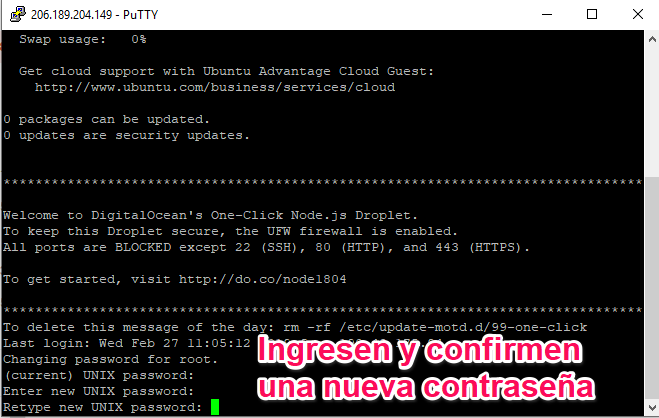 206.189.204.149 - PuTTY
Swap usage: 0%
Get cloud support with Ubuntu Advantage Cloud Guest:
http://www.ubuntu.com/business/services/cloud
0 packages can be updated.
0 updates are security updates.
********************************************************************************
Welcome to DigitalOcean's One-Click Node.js Droplet.
To keep this Droplet secure, the UFW firewall is enabled.
All ports are BLOCKED except 22 (SSH), 80 (HTTP), and 443 (HTTPS).
To get started, visit http://do.co/node1804
********************************************************************************
To delete this message of the day: rm -rf /etc/update-motd.d/99-one-click
Last login: Wed Feb 27 11:05:12
Changing password for root.
(current) UNIX password:
Enter new UNIX password:
Retype new UNIX password:
Ingresen y confirmen
una nueva contraseña